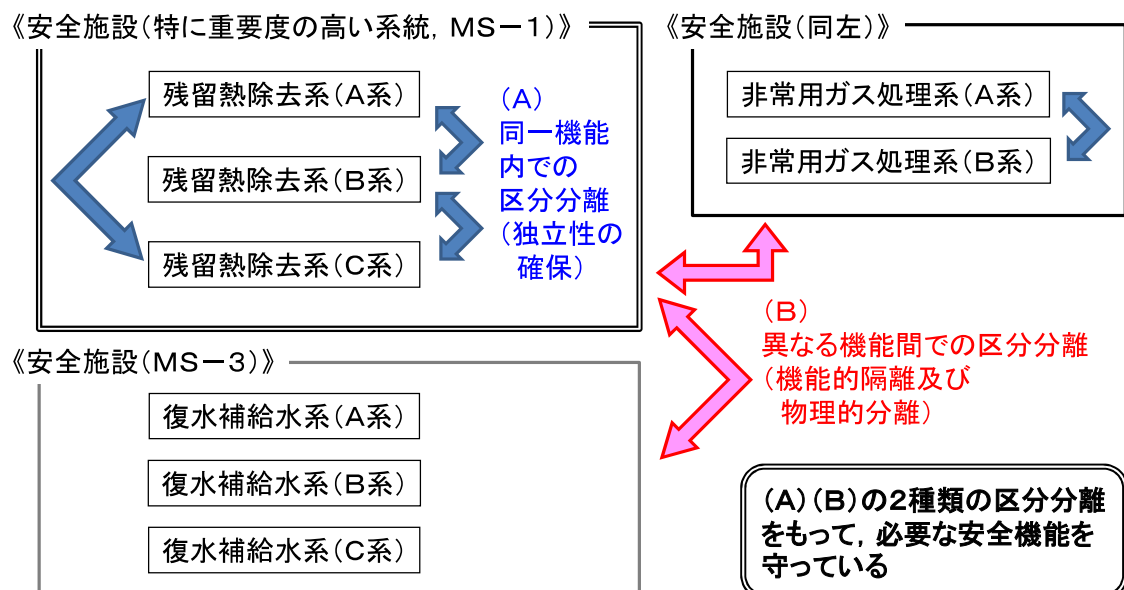 《安全施設(特に重要度の高い系統，MS－1)》
残留熱除去系(A系)
残留熱除去系(B系)
残留熱除去系(C系)
(A)
同一機能
内での
区分分離
(独立性の
確保)
《安全施設(同左)》
非常用ガス処理系(A系)
非常用ガス処理系(B系)
(B)
異なる機能間での区分分離
(機能的隔離及び
物理的分離)
《安全施設(MS－3)》
復水補給水系(A系)
復水補給水系(B系)
復水補給水系(C系)
(A)(B)の2種類の区分分離
をもって，必要な安全機能を
守っている